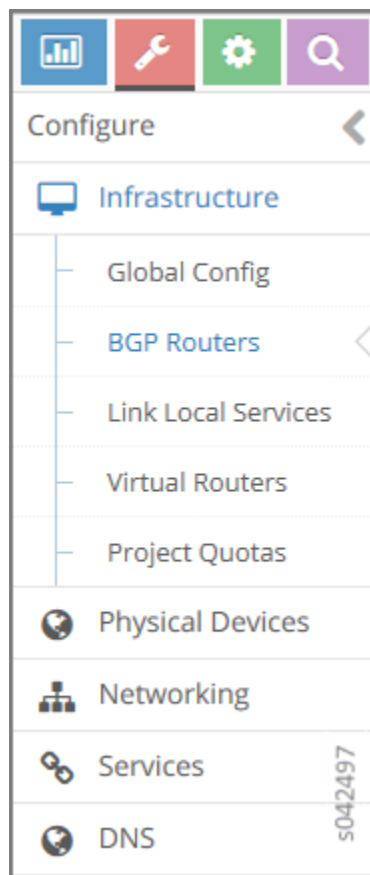 Configure
Infrastructure
Global Config
BGP Routers
Link Local Services
Virtual Routers
Project Quotas
Physical Devices
Networking
Services
DNS
s042497